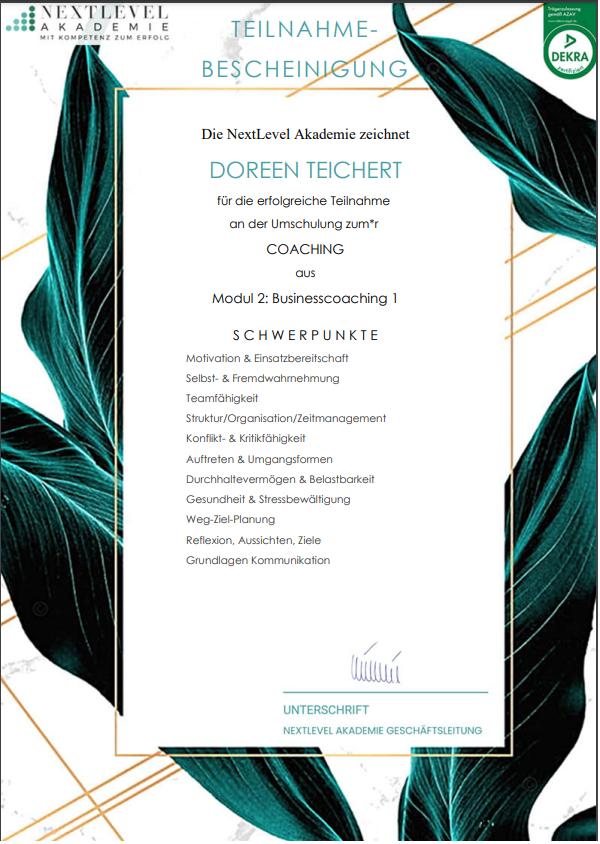 NEXTLEVEL
AKADEMIE
MIT KOMPETENZ ZUM ERFOLG
TEILNAHME-
BESCHEINIGUNG
Trägerzulassung
gemäß AZAV
DEKRA
zertifiziert
Die NextLevel Akademie zeichnet
DOREEN TEICHERT
für die erfolgreiche Teilnahme
an der Umschulung zum*r
COACHING
aus
Modul 2: Businesscoaching 1
SCHWERPUNKTE
Motivation & Einsatzbereitschaft
Selbst- & Fremdwahrnehmung
Teamfähigkeit
Struktur/Organisation/Zeitmanagement
Konflikt- & Kritikfähigkeit
Auftreten & Umgangsformen
Durchhaltevermögen & Belastbarkeit
Gesundheit & Stressbewältigung
Weg-Ziel-Planung
Reflexion, Aussichten, Ziele
Grundlagen Kommunikation
UNTERSCHRIFT
NEXTLEVEL AKADEMIE GESCHÄFTSLEITUNG